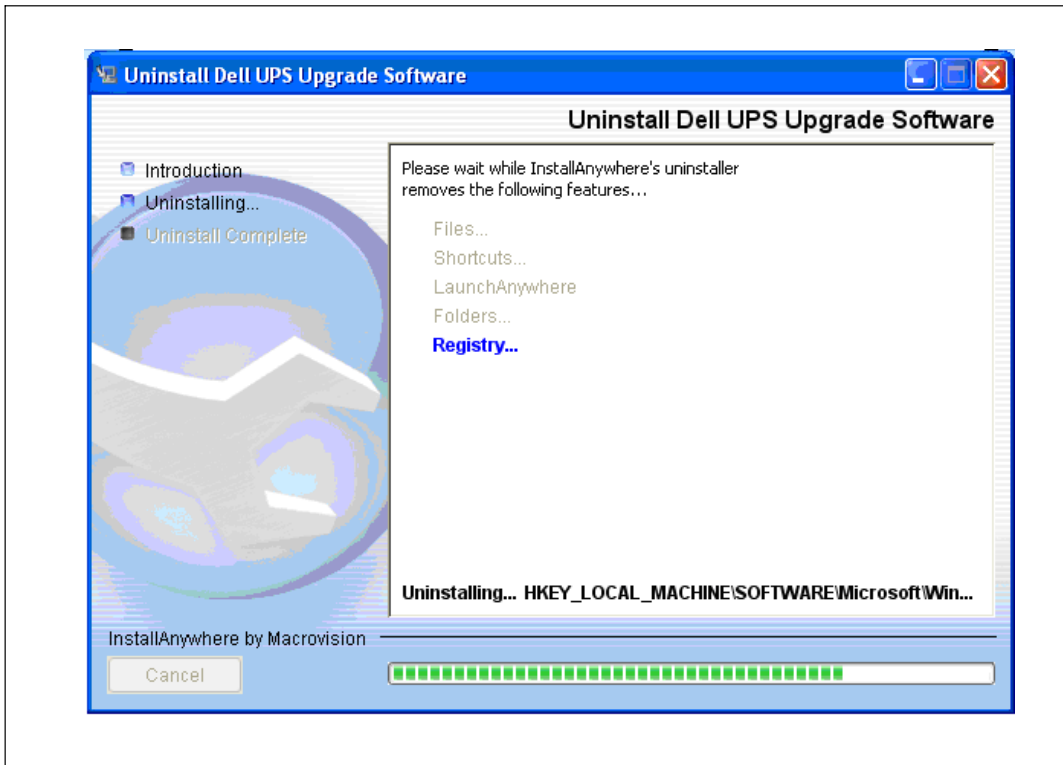 Uninstall Dell UPS Upgrade Software
Uninstall Dell UPS Upgrade Software
Introduction
Uninstalling...
Uninstall Complete
Please wait while InstallAnywhere's uninstaller
removes the following features...
Files...
Shortcuts...
LaunchAnywhere
Folders...
Registry...
Uninstalling... HKEY_LOCAL_MACHINE\SOFTWARE\Microsoft\Win...
InstallAnywhere by Macrovision
Cancel